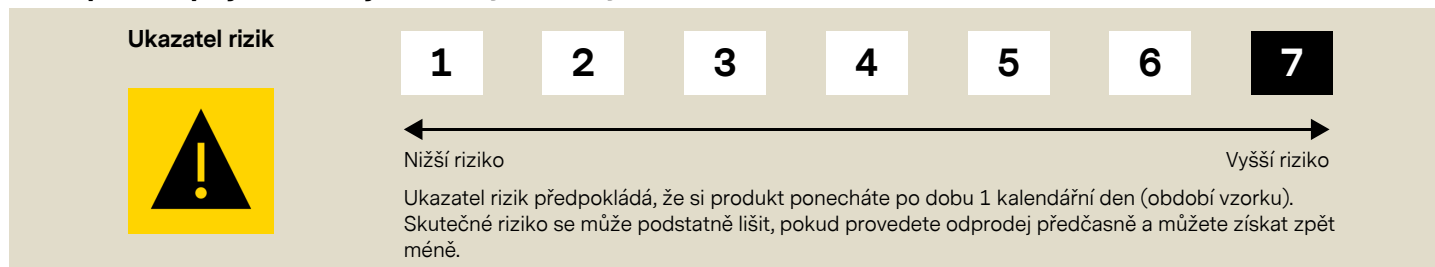 Ukazatel rizik
1 2 3 4 5 6 7
Nižší riziko Vyšší riziko
Ukazatel rizik předpokládá, že si produkt ponecháte po dobu 1 kalendářní den (období vzorku).
Skutečné riziko se může podstatně lišit, pokud provedete odprodej předčasně a můžete získat zpět
méně.